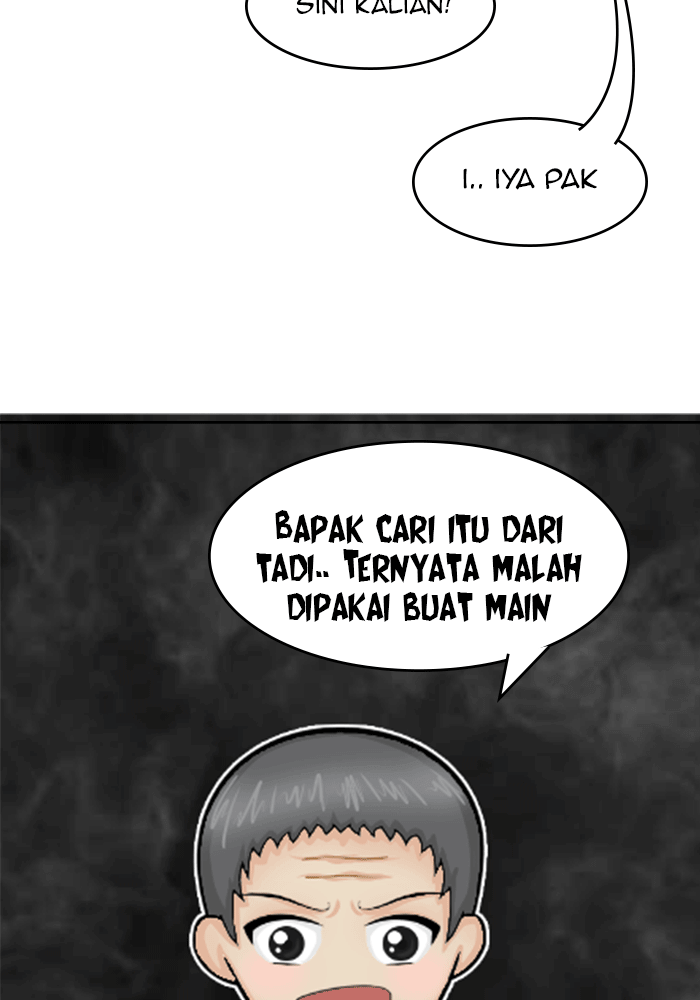 SINI KALIAN!
I.. IYA PAK
BAPAK CARI ITU DARI
TADI.. TERNYATA MALAH
DIPAKAI BUAT MAIN